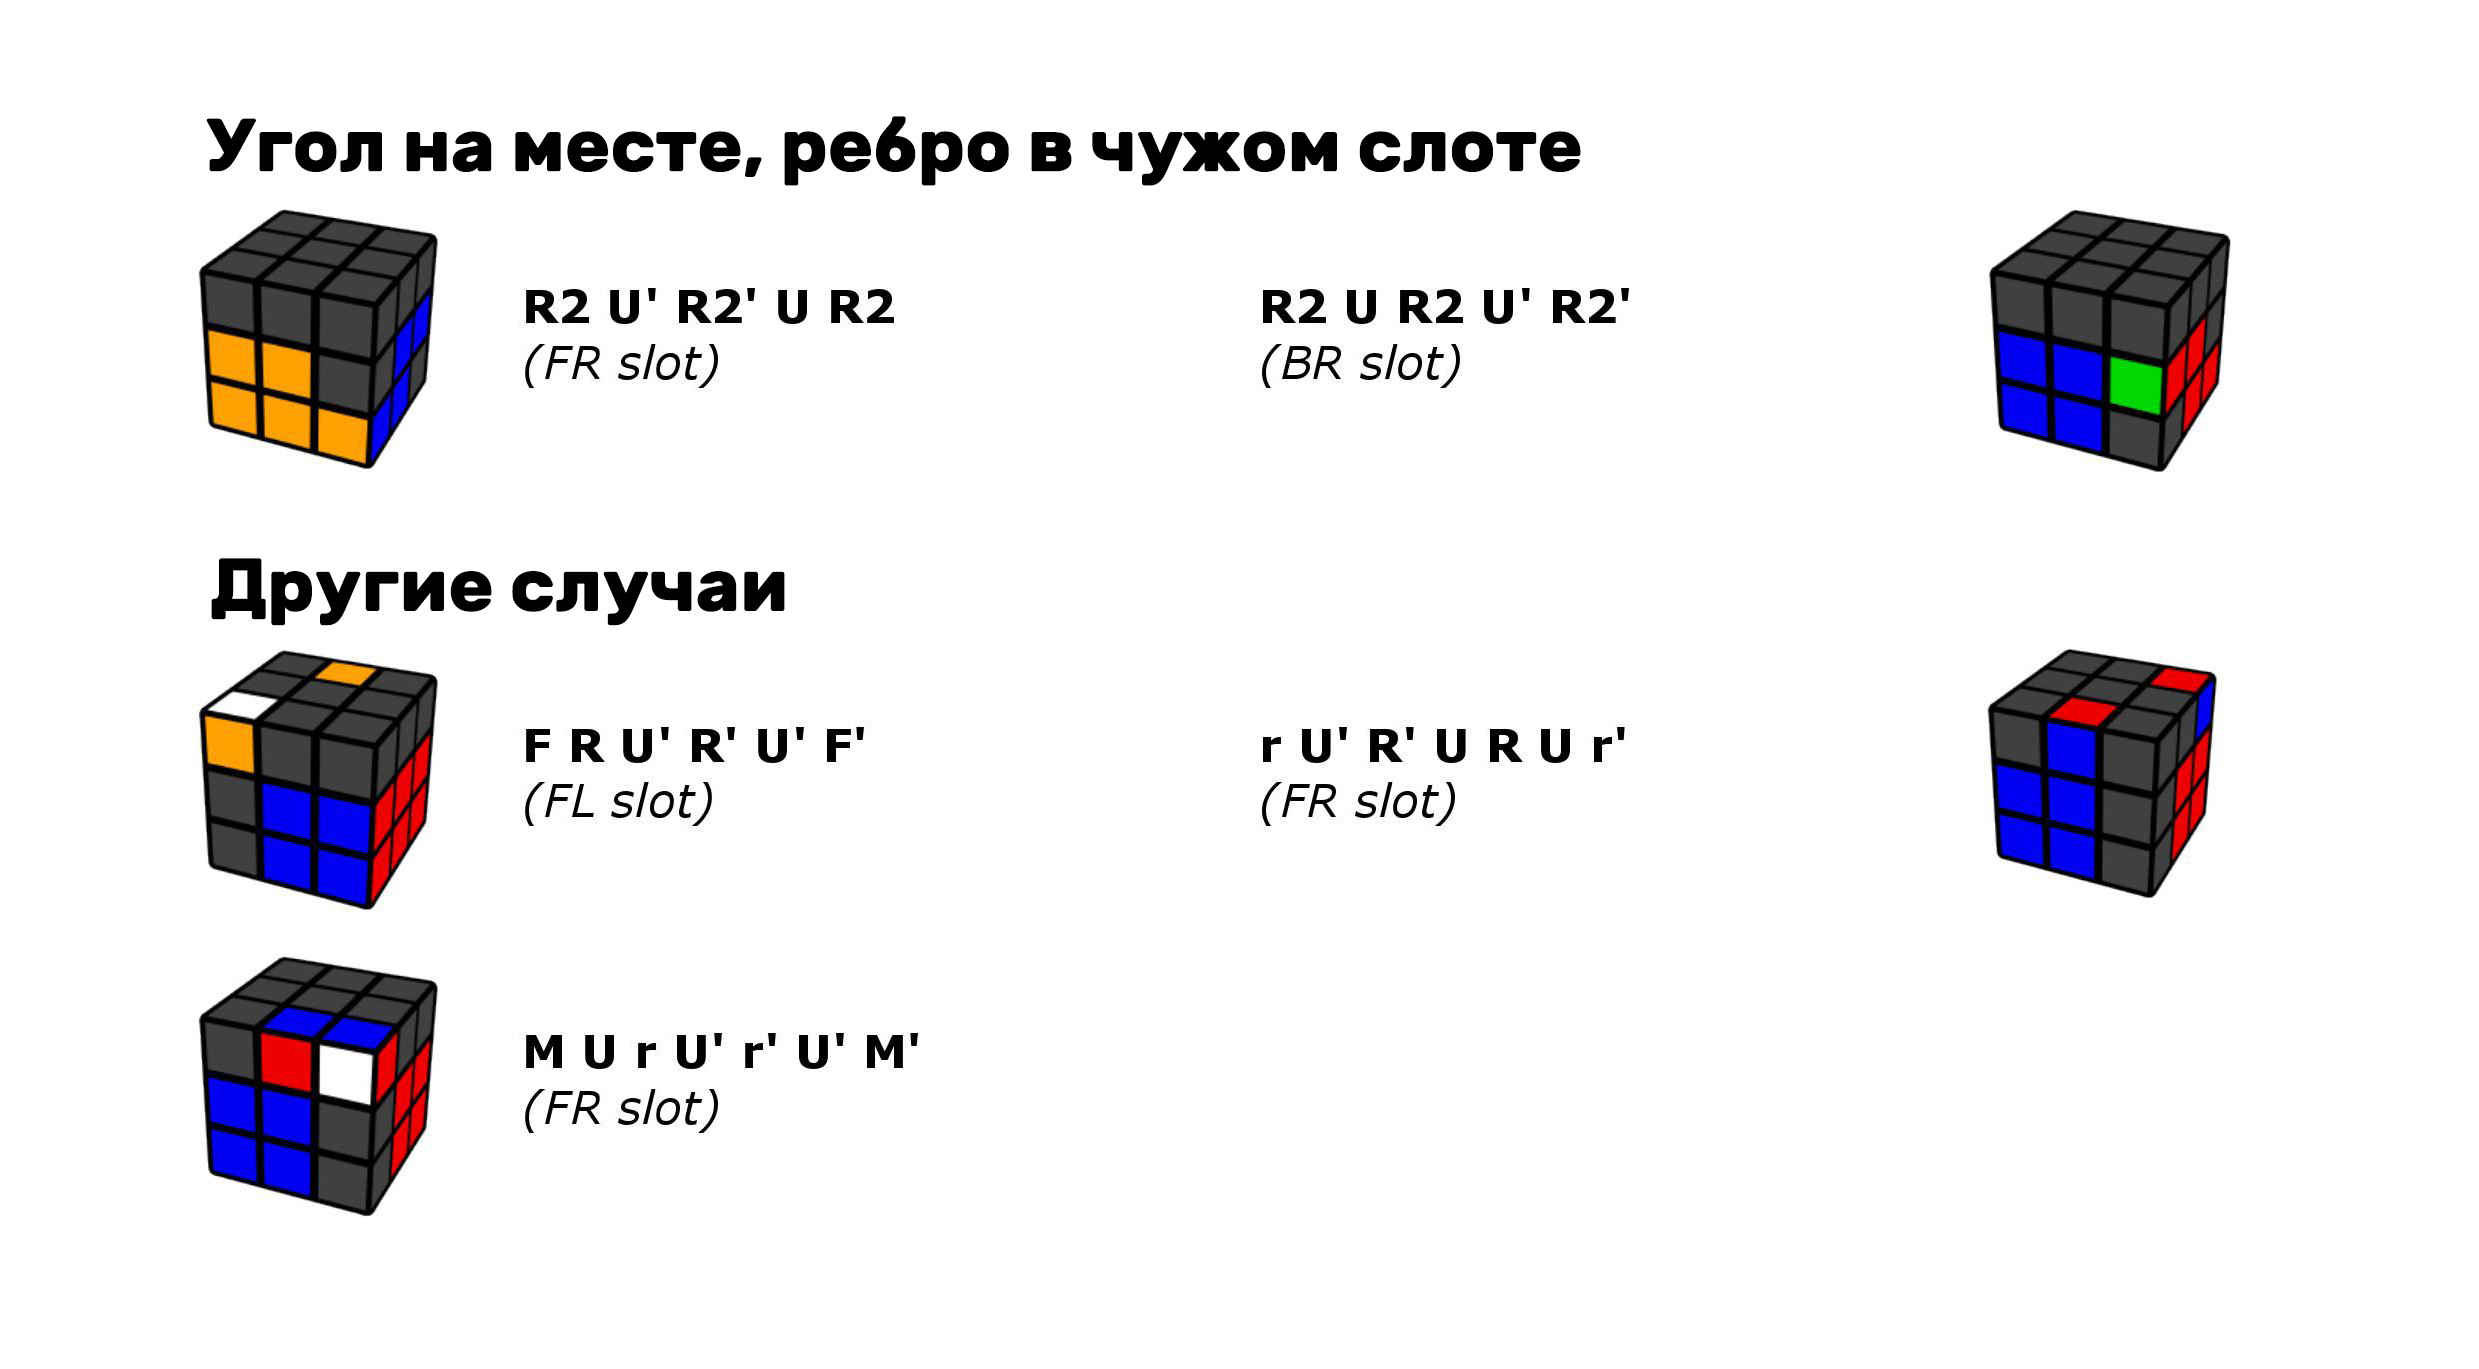 Угол на месте, ребро в чужом слоте
R2 U' R2' U R2
(FR slot)
R2 U R2 U' R2'
(BR slot)
Другие случаи
F R U' R' U' F'
(FL slot)
r U' R' U R U r'
(FR slot)
M U r U' r' U' M'
(FR slot)